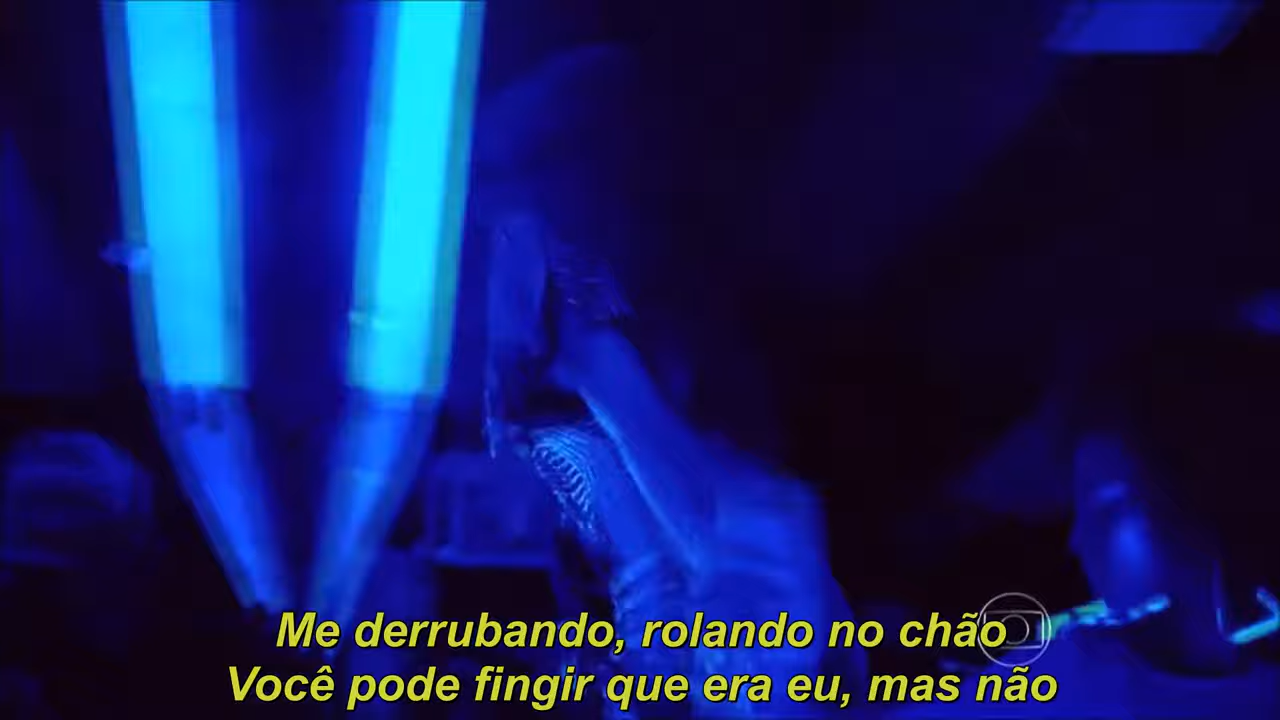 Me derrubando, rolando no chão
Você pode fingir que era eu, mas não